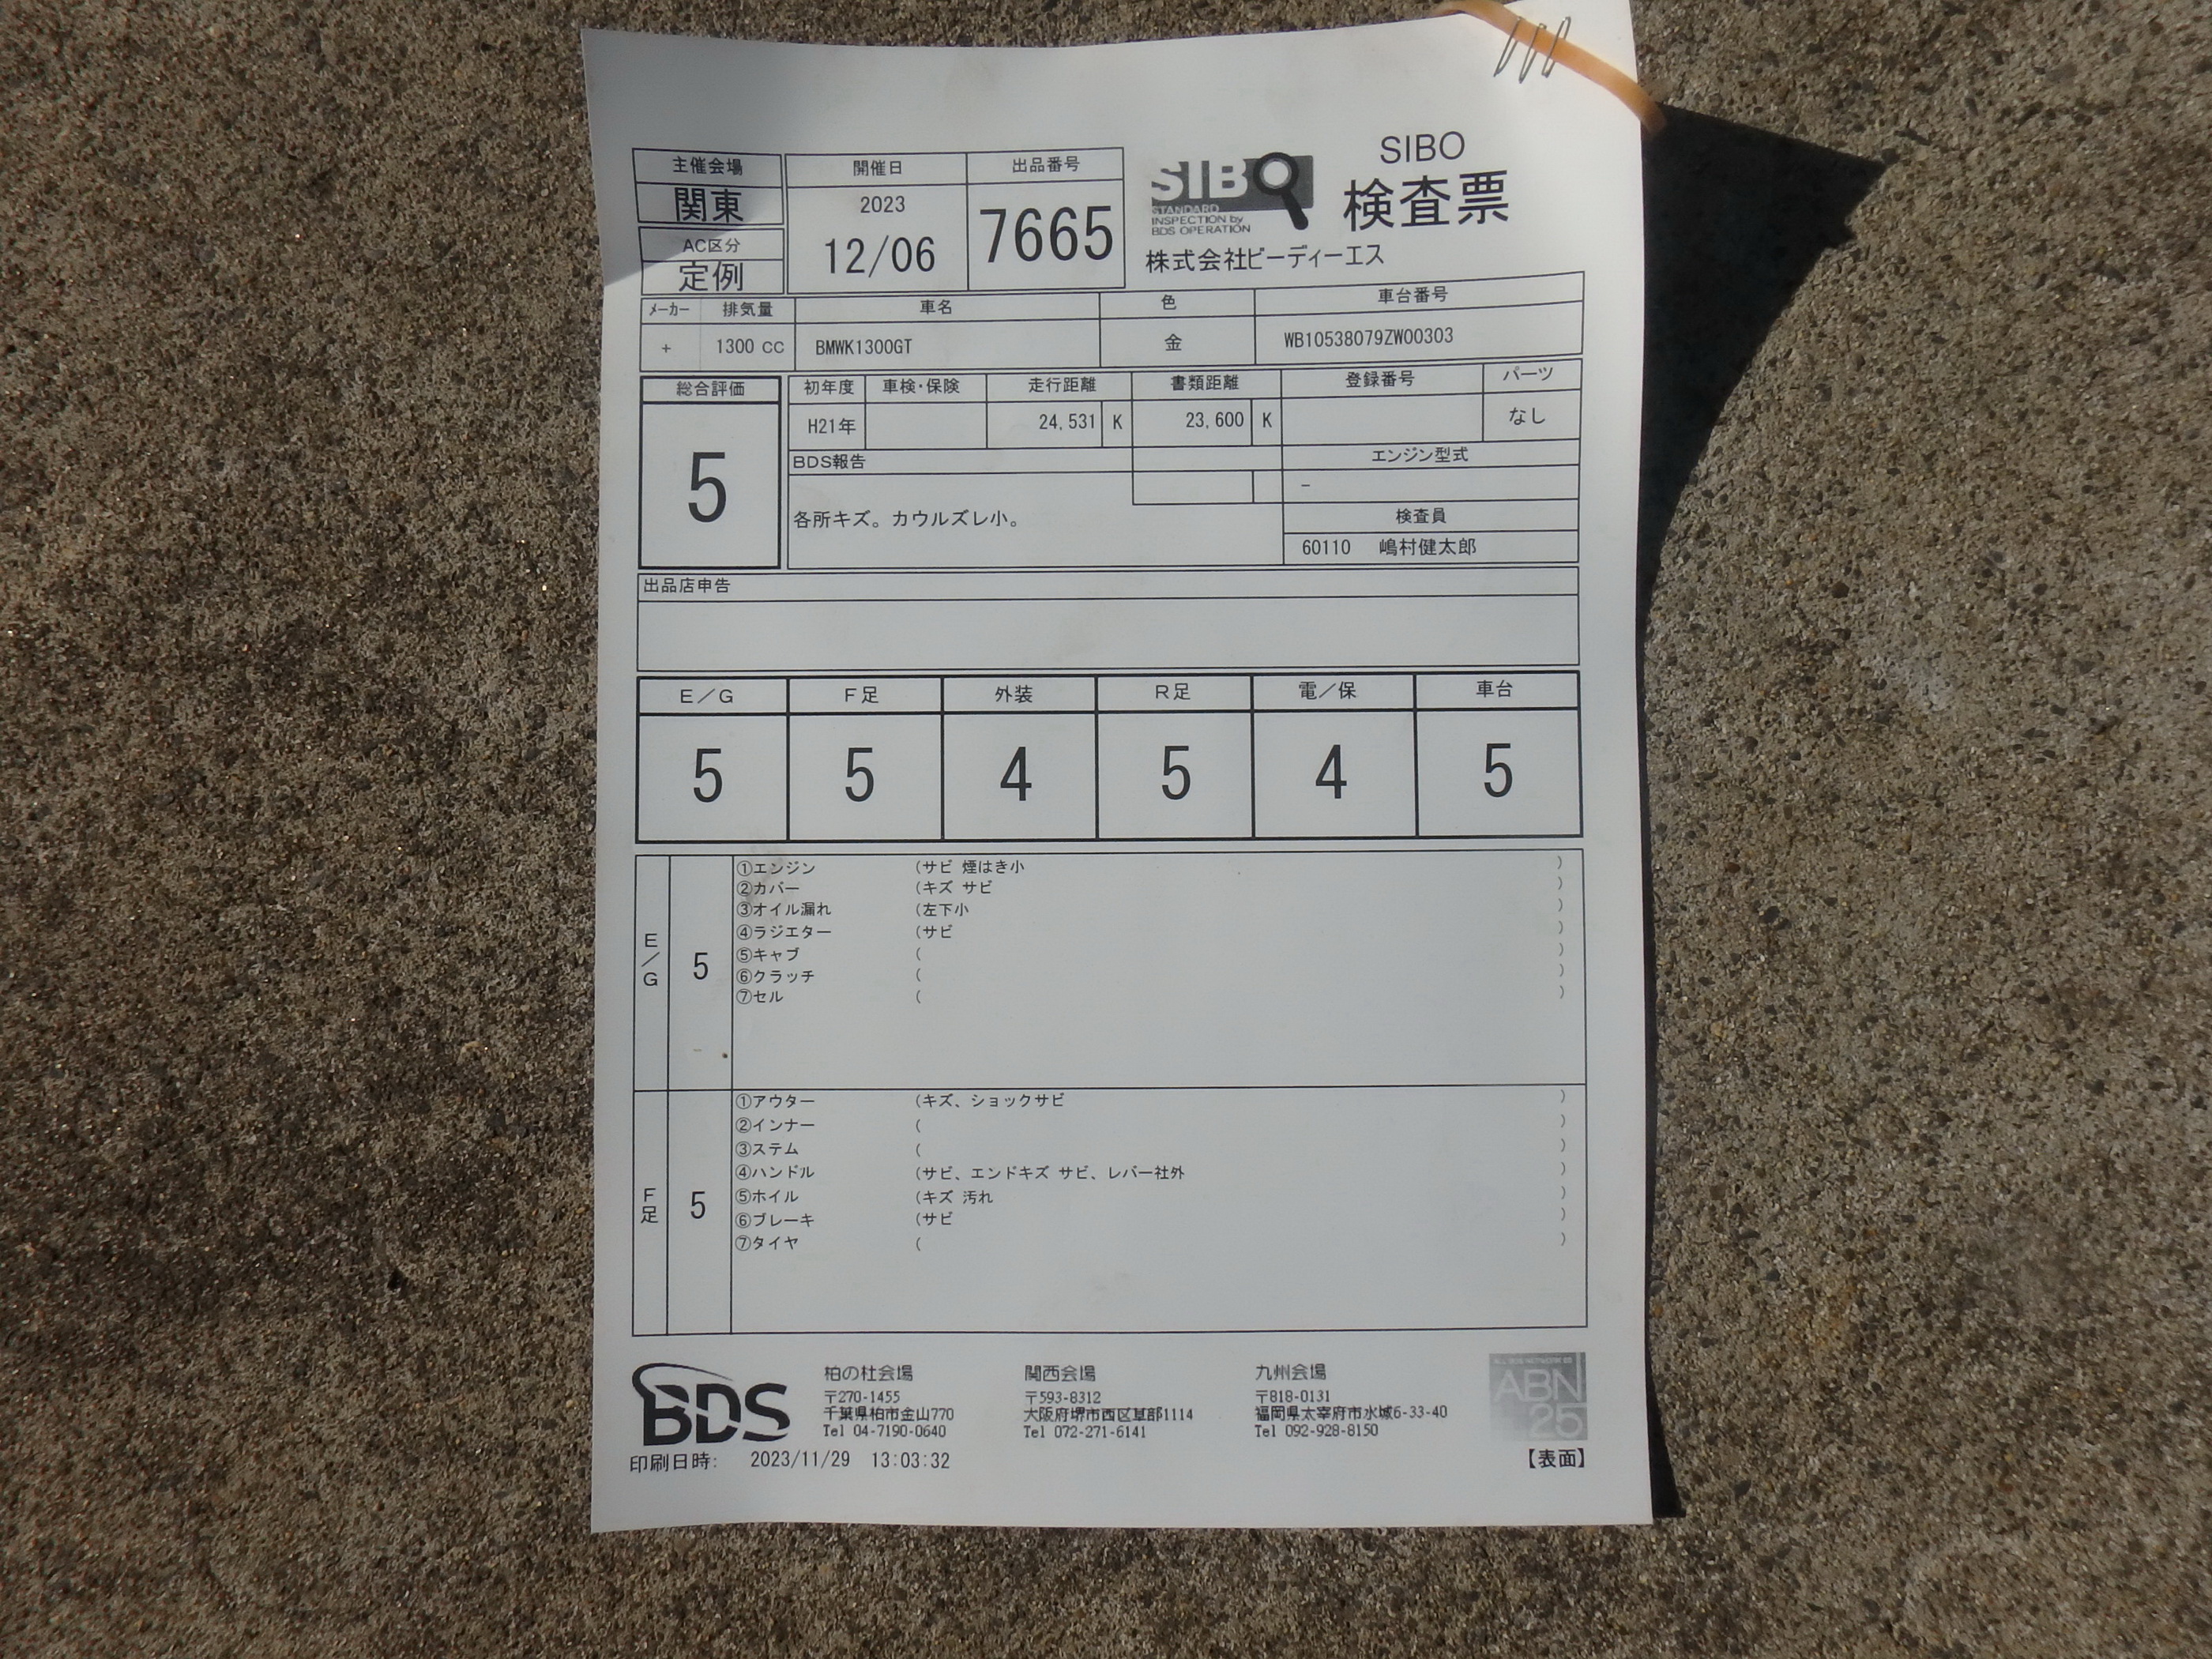 主催会場
関東
AC区分
定例
開催日
2023
12/06
出品番号
7665
SIBO
STANDARD
INSPECTION by
BDS OPERATION
SIBO
検査票
株式会社ビーディーエス
メーカー 排気量 車名 色 車台番号
+ 1300 CC BMWK1300GT 金 WB10538079ZW00303
総合評価
5
初年度 車検・保険 走行距離 書類距離 登録番号 パーツ
H21年 24,531 K 23,600 K なし
BDS報告
各所キズ。カウルズレ小。
エンジン型式
－
検査員
60110 嶋村健太郎
出品店申告
E／G F足 外装 R足 電／保 車台
5 5 4 5 4 5
E／G
5
①エンジン (サビ 煙はき小 )
②カバー (キズ サビ )
③オイル漏れ (左下小 )
④ラジエター (サビ )
⑤キャブ ( )
⑥クラッチ ( )
⑦セル ( )
F足
5
①アウター (キズ、ショックサビ )
②インナー ( )
③ステム ( )
④ハンドル (サビ、エンドキズ サビ、レバー社外 )
⑤ホイル (キズ 汚れ )
⑥ブレーキ (サビ )
⑦タイヤ ( )
BDS
柏の杜会場
〒270-1455
千葉県柏市金山770
Tel 04-7190-0640
関西会場
〒593-8312
大阪府堺市西区草部1114
Tel 072-271-6141
九州会場
〒818-0131
福岡県太宰府市水城6-33-40
Tel 092-928-8150
ABN
25
印刷日時: 2023/11/29 13:03:32
【表面】